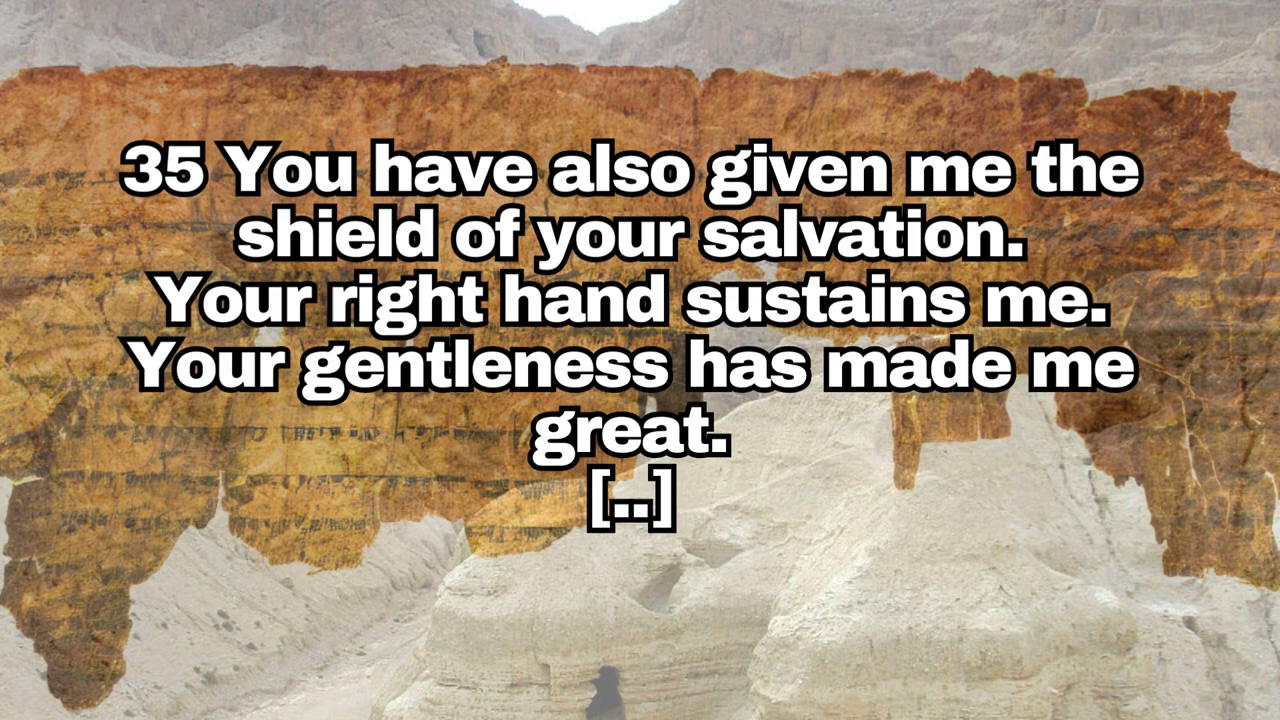 35 You have also given me the
shield of your salvation.
Your right hand sustains me.
Your gentleness has made me
great.
[..]